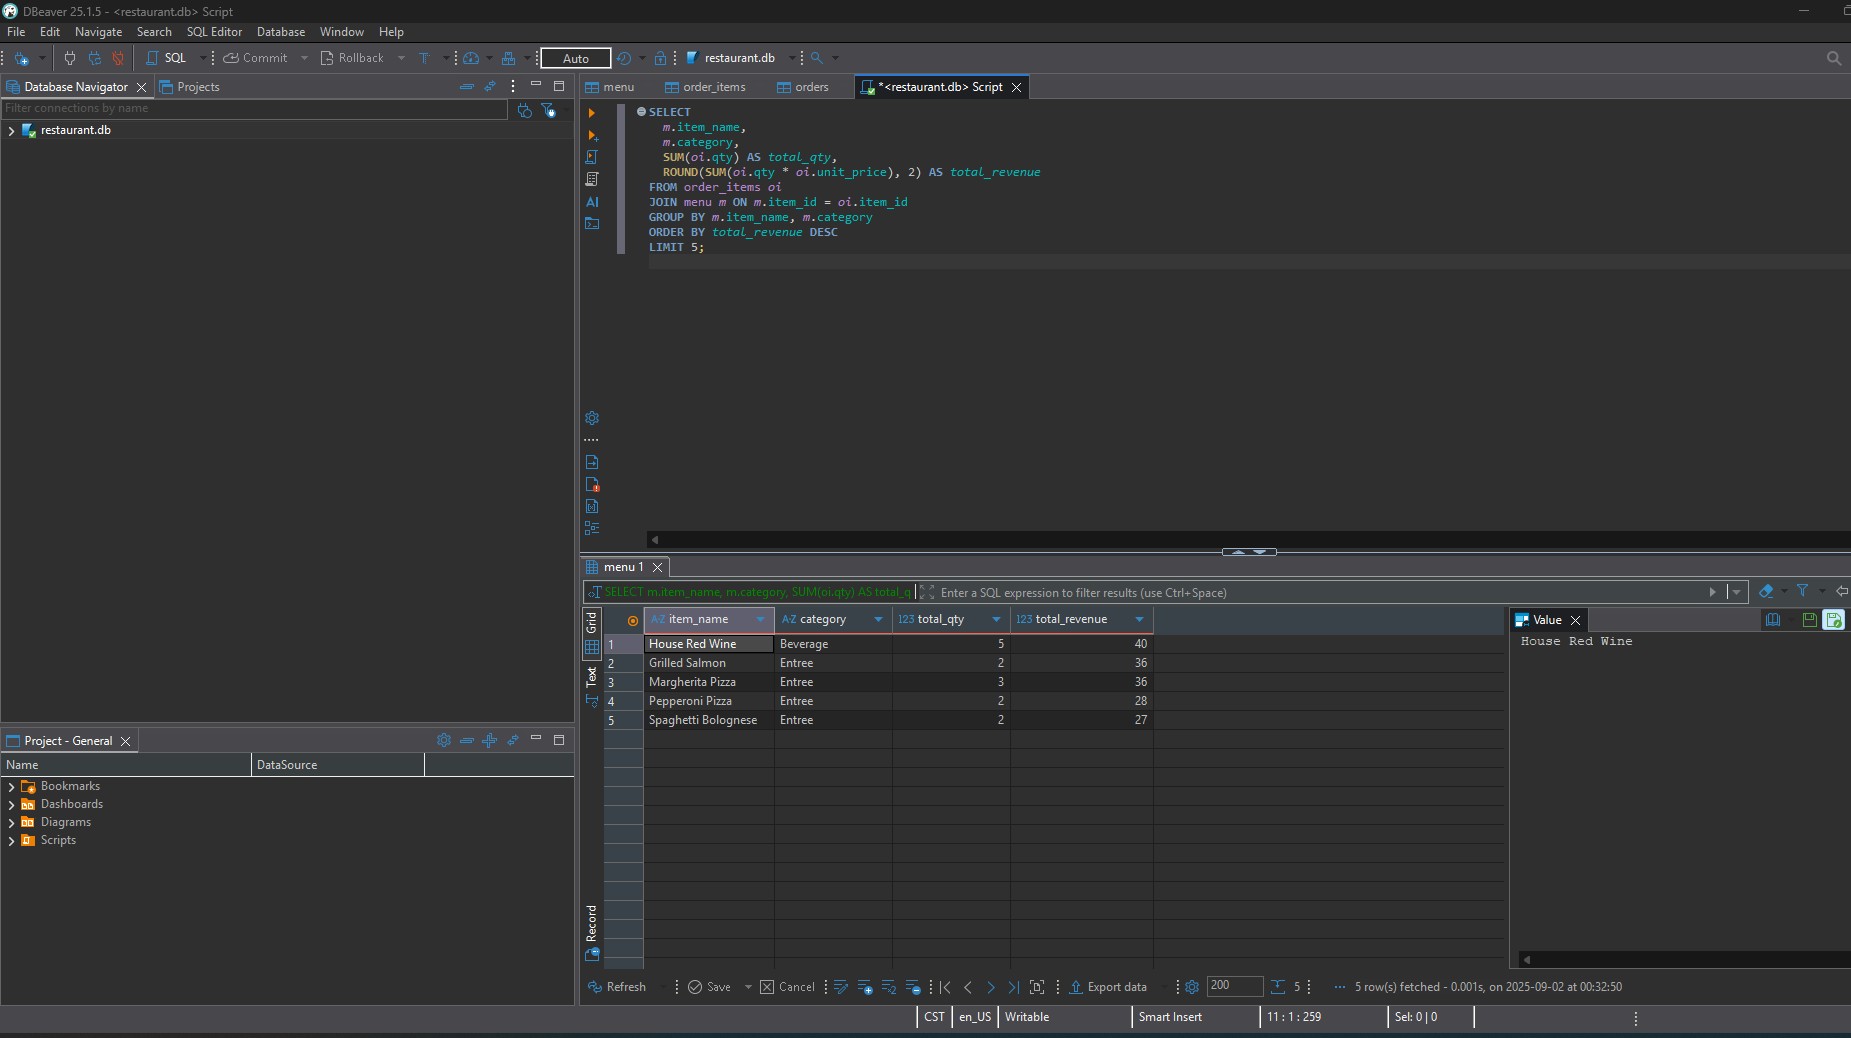 DBeaver 25.1.5 - <restaurant.db> Script
File Edit Navigate Search SQL Editor Database Window Help
SQL Commit Rollback T Auto restaurant.db
Database Navigator Projects
Filter connections by name
restaurant.db
menu order_items orders *<restaurant.db> Script
SELECT
m.item_name,
m.category,
SUM(oi.qty) AS total_qty,
ROUND(SUM(oi.qty * oi.unit_price), 2) AS total_revenue
FROM order_items oi
JOIN menu m ON m.item_id = oi.item_id
GROUP BY m.item_name, m.category
ORDER BY total_revenue DESC
LIMIT 5;
AI
menu 1
SELECT m.item_name, m.category, SUM(oi.qty) AS total_q Enter a SQL expression to filter results (use Ctrl+Space)
Grid
Text
Record
A-Z item_name A-Z category 123 total_qty 123 total_revenue
1 House Red Wine Beverage 5 40
2 Grilled Salmon Entree 2 36
3 Margherita Pizza Entree 3 36
4 Pepperoni Pizza Entree 2 28
5 Spaghetti Bolognese Entree 2 27
Value
House Red Wine
Refresh Save Cancel Export data 200 5 ... 5 row(s) fetched - 0.001s, on 2025-09-02 at 00:32:50
Project - General
Name DataSource
Bookmarks
Dashboards
Diagrams
Scripts
CST en_US Writable Smart Insert 11 : 1 : 259 Sel: 0 | 0